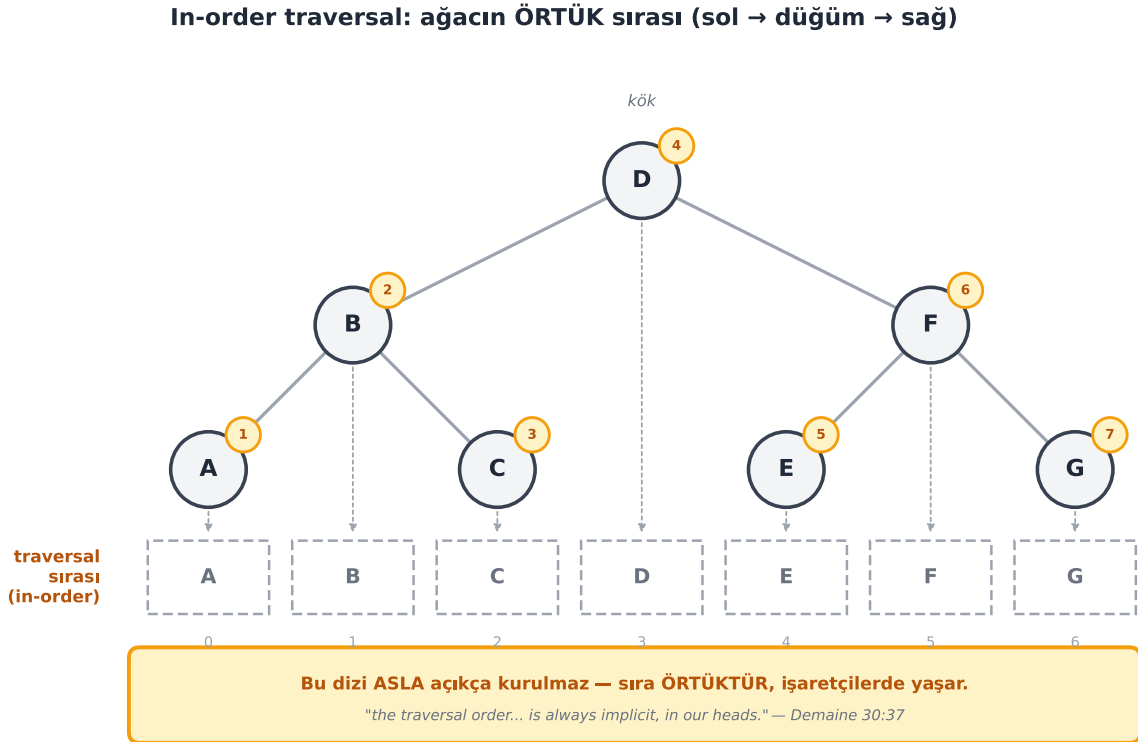 In-order traversal: ağacın ÖRTÜK sırası (sol → düğüm → sağ)
kök
D
4
B
2
F
6
A
1
C
3
E
5
G
7
traversal
sırası
(in-order)
A B C D E F G
0 1 2 3 4 5 6
Bu dizi ASLA açıkça kurulmaz — sıra ÖRTÜKTÜR, işaretçilerde yaşar.
"the traversal order... is always implicit, in our heads." — Demaine 30:37